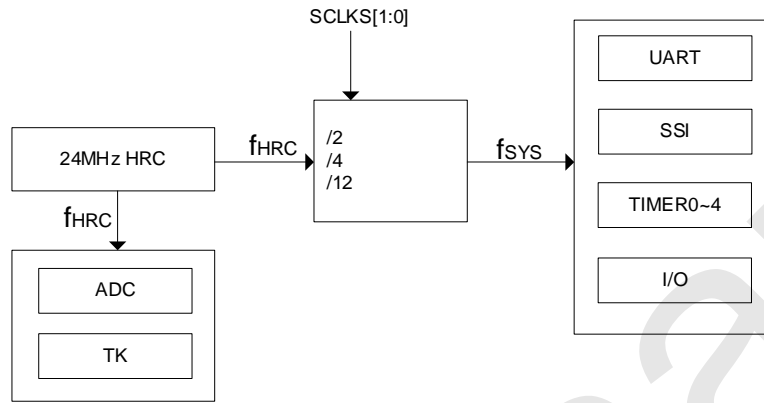 SCLKS[1:0]
24MHz HRC
fHRC
/2
/4
/12
fSYS
UART
SSI
TIMER0~4
I/O
fHRC
ADC
TK